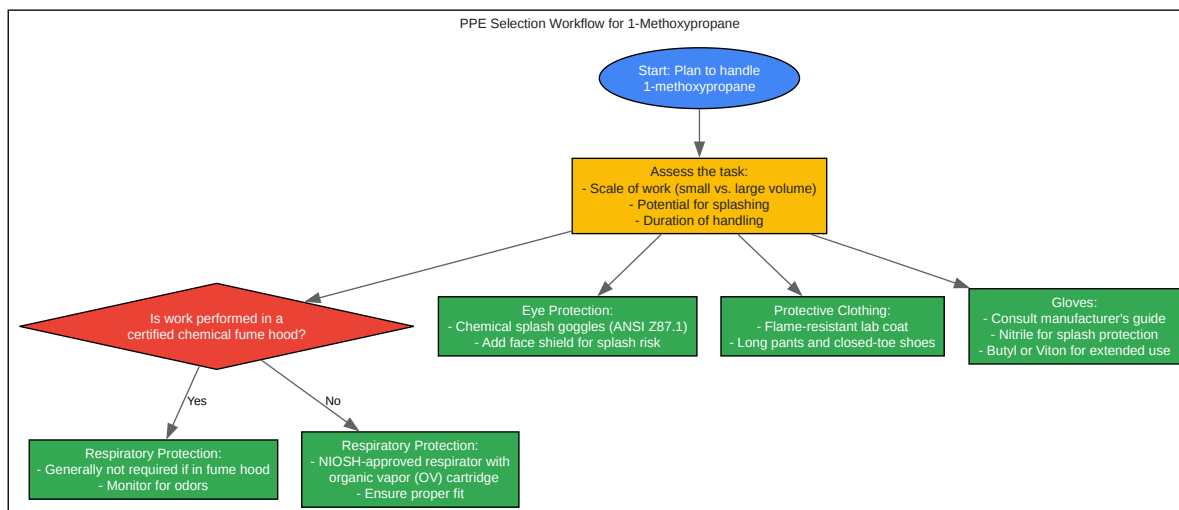 PPE Selection Workflow for 1-Methoxypropane
Start: Plan to handle
1-methoxypropane
Assess the task:
- Scale of work (small vs. large volume)
- Potential for splashing
- Duration of handling
Is work performed in a
certified chemical fume hood?
Eye Protection:
- Chemical splash goggles (ANSI Z87.1)
- Add face shield for splash risk
Protective Clothing:
- Flame-resistant lab coat
- Long pants and closed-toe shoes
Gloves:
- Consult manufacturer's guide
- Nitrile for splash protection
- Butyl or Viton for extended use
Yes
No
Respiratory Protection:
- Generally not required if in fume hood
- Monitor for odors
Respiratory Protection:
- NIOSH-approved respirator with
organic vapor (OV) cartridge
- Ensure proper fit